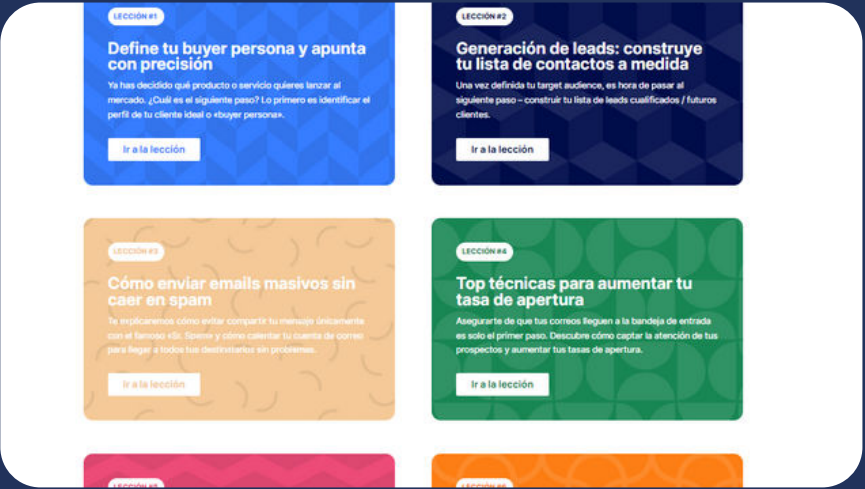 LECCIÓN #1
Define tu buyer persona y apunta
con precisión
Ya has decidido qué producto o servicio quieres lanzar al
mercado. ¿Cuál es el siguiente paso? Lo primero es identificar el
perfil de tu cliente ideal o «buyer persona».
Ir a la lección
LECCIÓN #2
Generación de leads: construye
tu lista de contactos a medida
Una vez definida tu target audience, es hora de pasar al
siguiente paso – construir tu lista de leads cualificados / futuros
clientes.
Ir a la lección
LECCIÓN #3
Cómo enviar emails masivos sin
caer en spam
Te explicaremos cómo evitar compartir tu mensaje únicamente
con el famoso «Sr. Spam» y cómo calentar tu cuenta de correo
para llegar a todos tus destinatarios sin problemas.
Ir a la lección
LECCIÓN #4
Top técnicas para aumentar tu
tasa de apertura
Asegurarte de que tus correos lleguen a la bandeja de entrada
es solo el primer paso. Descubre cómo captar la atención de tus
prospectos y aumentar tus tasas de apertura.
Ir a la lección
LECCIÓN #5
LECCIÓN #6